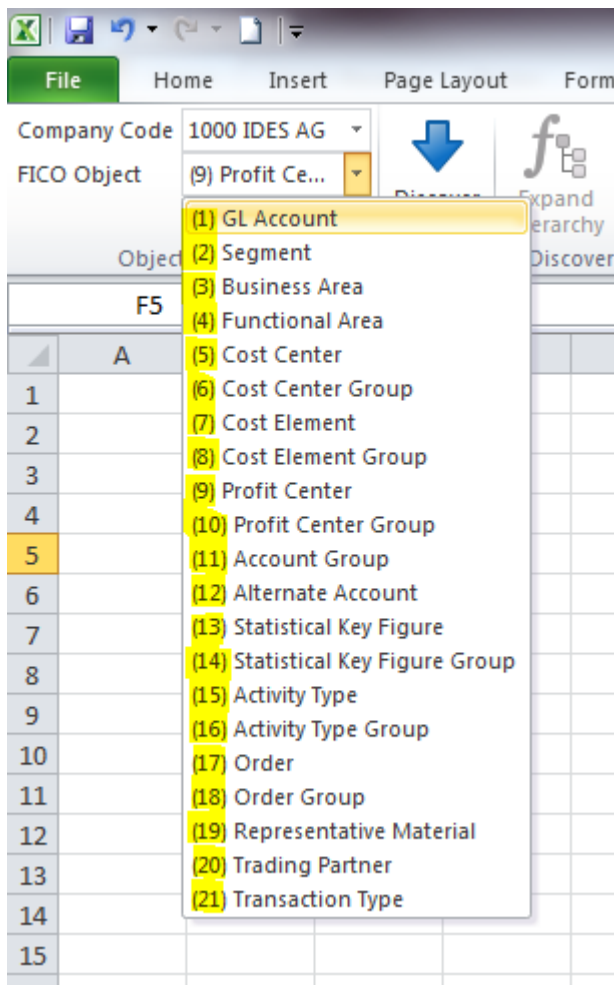 File Home Insert Page Layout Form
Company Code 1000 IDES AG
FICO Object (9) Profit Ce...
Expand
(1) GL Account
(2) Segment
(3) Business Area
(4) Functional Area
(5) Cost Center
(6) Cost Center Group
(7) Cost Element
(8) Cost Element Group
(9) Profit Center
(10) Profit Center Group
(11) Account Group
(12) Alternate Account
(13) Statistical Key Figure
(14) Statistical Key Figure Group
(15) Activity Type
(16) Activity Type Group
(17) Order
(18) Order Group
(19) Representative Material
(20) Trading Partner
(21) Transaction Type
Object
erarchy
Discover
F5
A
1
2
3
4
5
6
7
8
9
10
11
12
13
14
15